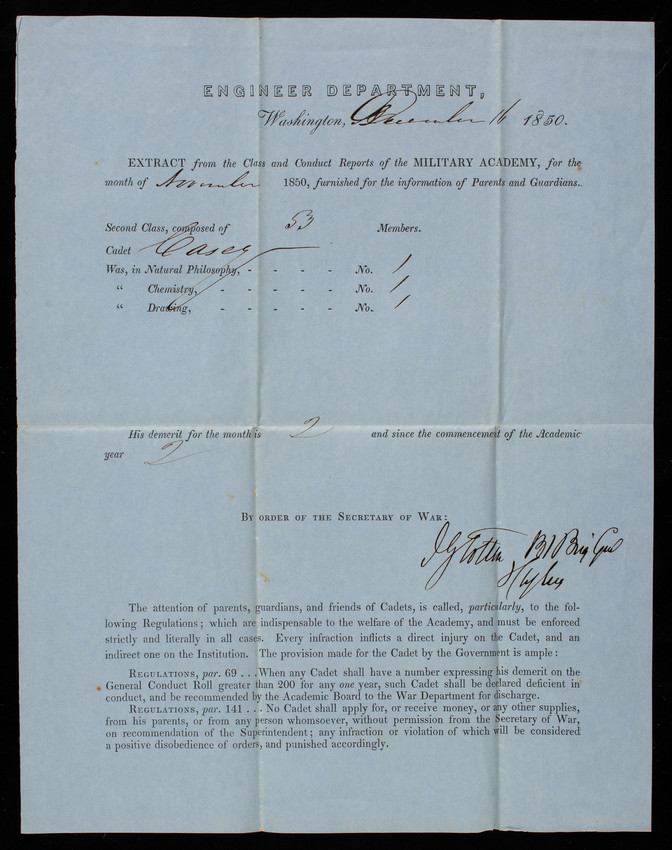 ENGINEER DEPARTMENT,
Washington, December 16 1850.
EXTRACT from the Class and Conduct Reports of the MILITARY ACADEMY, for the
month of November 1850, furnished for the information of Parents and Guardians.
Second Class, composed of 53 Members.
Cadet Casey
Was, in Natural Philosophy, - - - - No. 1
“ Chemistry, - - - - - No. 1
“ Drawing, - - - - - No. 1
His demerit for the month is 2 and since the commencement of the Academic
year 2
BY ORDER OF THE SECRETARY OF WAR:
J G Totten Bt Brig Gen
The attention of parents, guardians, and friends of Cadets, is called, particularly, to the fol-
lowing Regulations; which are indispensable to the welfare of the Academy, and must be enforced
strictly and literally in all cases. Every infraction inflicts a direct injury on the Cadet, and an
indirect one on the Institution. The provision made for the Cadet by the Government is ample:
REGULATIONS, par. 69 . . . When any Cadet shall have a number expressing his demerit on the
General Conduct Roll greater than 200 for any one year, such Cadet shall be declared deficient in
conduct, and be recommended by the Academic Board to the War Department for discharge.
REGULATIONS, par. 141 . . . No Cadet shall apply for, or receive money, or any other supplies,
from his parents, or from any person whomsoever, without permission from the Secretary of War,
on recommendation of the Superintendent; any infraction or violation of which will be considered
a positive disobedience of orders, and punished accordingly.